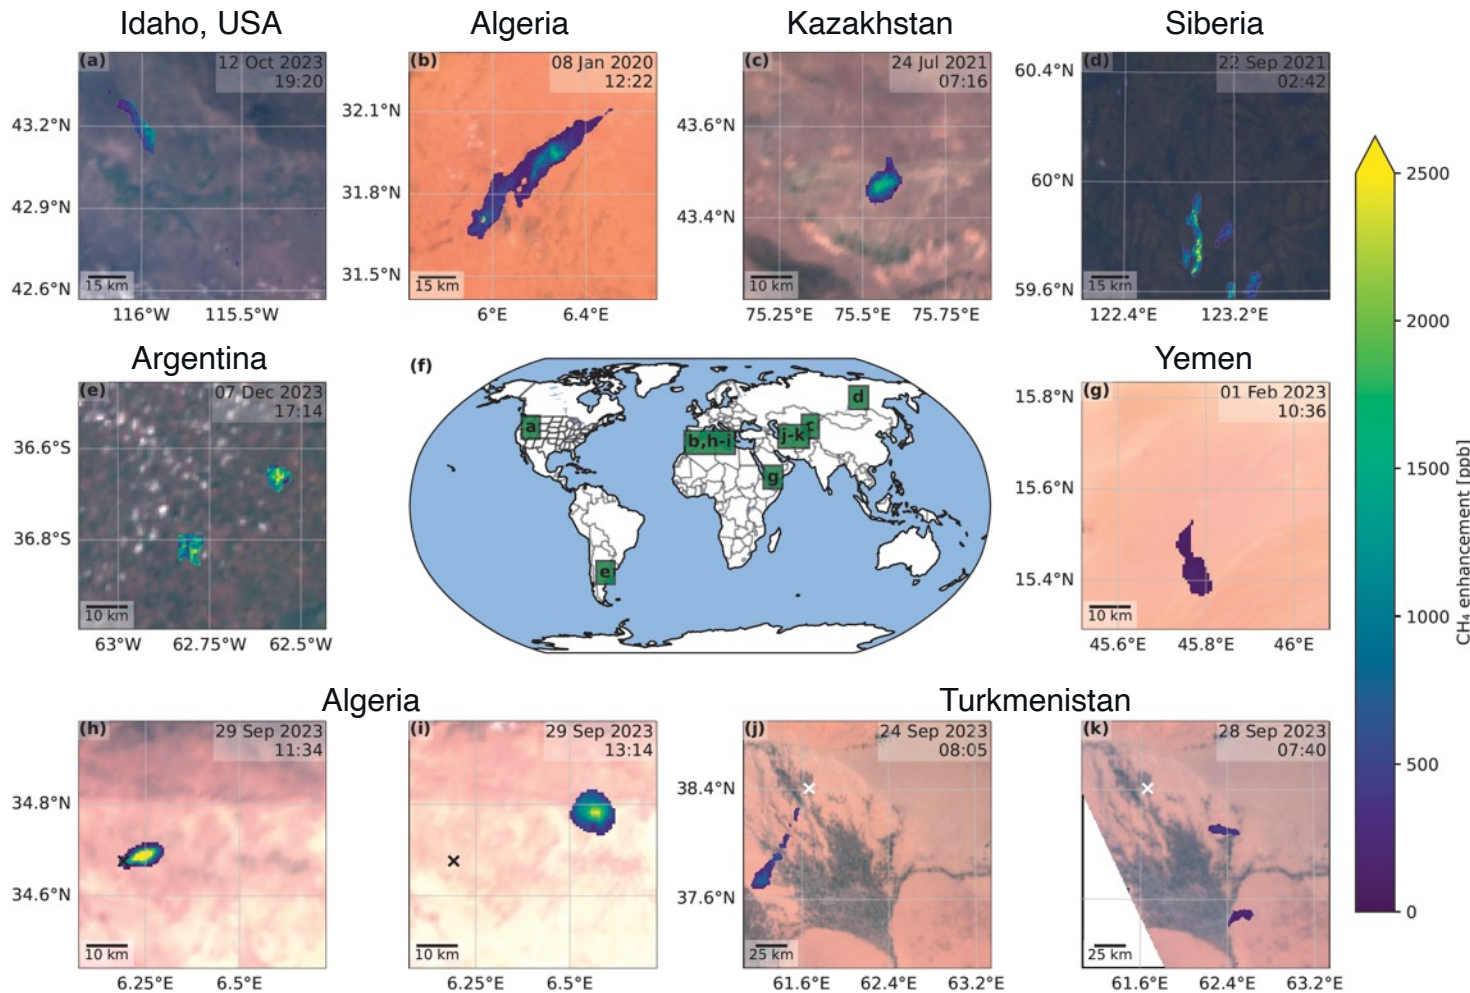 Idaho, USA
Algeria
Kazakhstan
Siberia
(a)
12 Oct 2023
19:20
43.2°N
42.9°N
42.6°N
15 km
116°W
115.5°W
(b)
08 Jan 2020
12:22
32.1°N
31.8°N
31.5°N
15 km
6°E
6.4°E
(c)
24 Jul 2021
07:16
43.6°N
43.4°N
10 km
75.25°E
75.5°E
75.75°E
(d)
22 Sep 2021
02:42
60.4°N
60°N
59.6°N
15 km
122.4°E
123.2°E
Argentina
(e)
07 Dec 2023
17:14
36.6°S
36.8°S
10 km
63°W
62.75°W
62.5°W
(f)
a
b,h-i
j-k
c
d
g
e
Yemen
(g)
01 Feb 2023
10:36
15.8°N
15.6°N
15.4°N
10 km
45.6°E
45.8°E
46°E
2500
2000
1500
1000
500
0
CH₄ enhancement [ppb]
Algeria
Turkmenistan
(h)
29 Sep 2023
11:34
34.8°N
34.6°N
10 km
6.25°E
6.5°E
(i)
29 Sep 2023
13:14
10 km
6.25°E
6.5°E
(j)
24 Sep 2023
08:05
38.4°N
37.6°N
25 km
61.6°E
62.4°E
63.2°E
(k)
28 Sep 2023
07:40
25 km
61.6°E
62.4°E
63.2°E